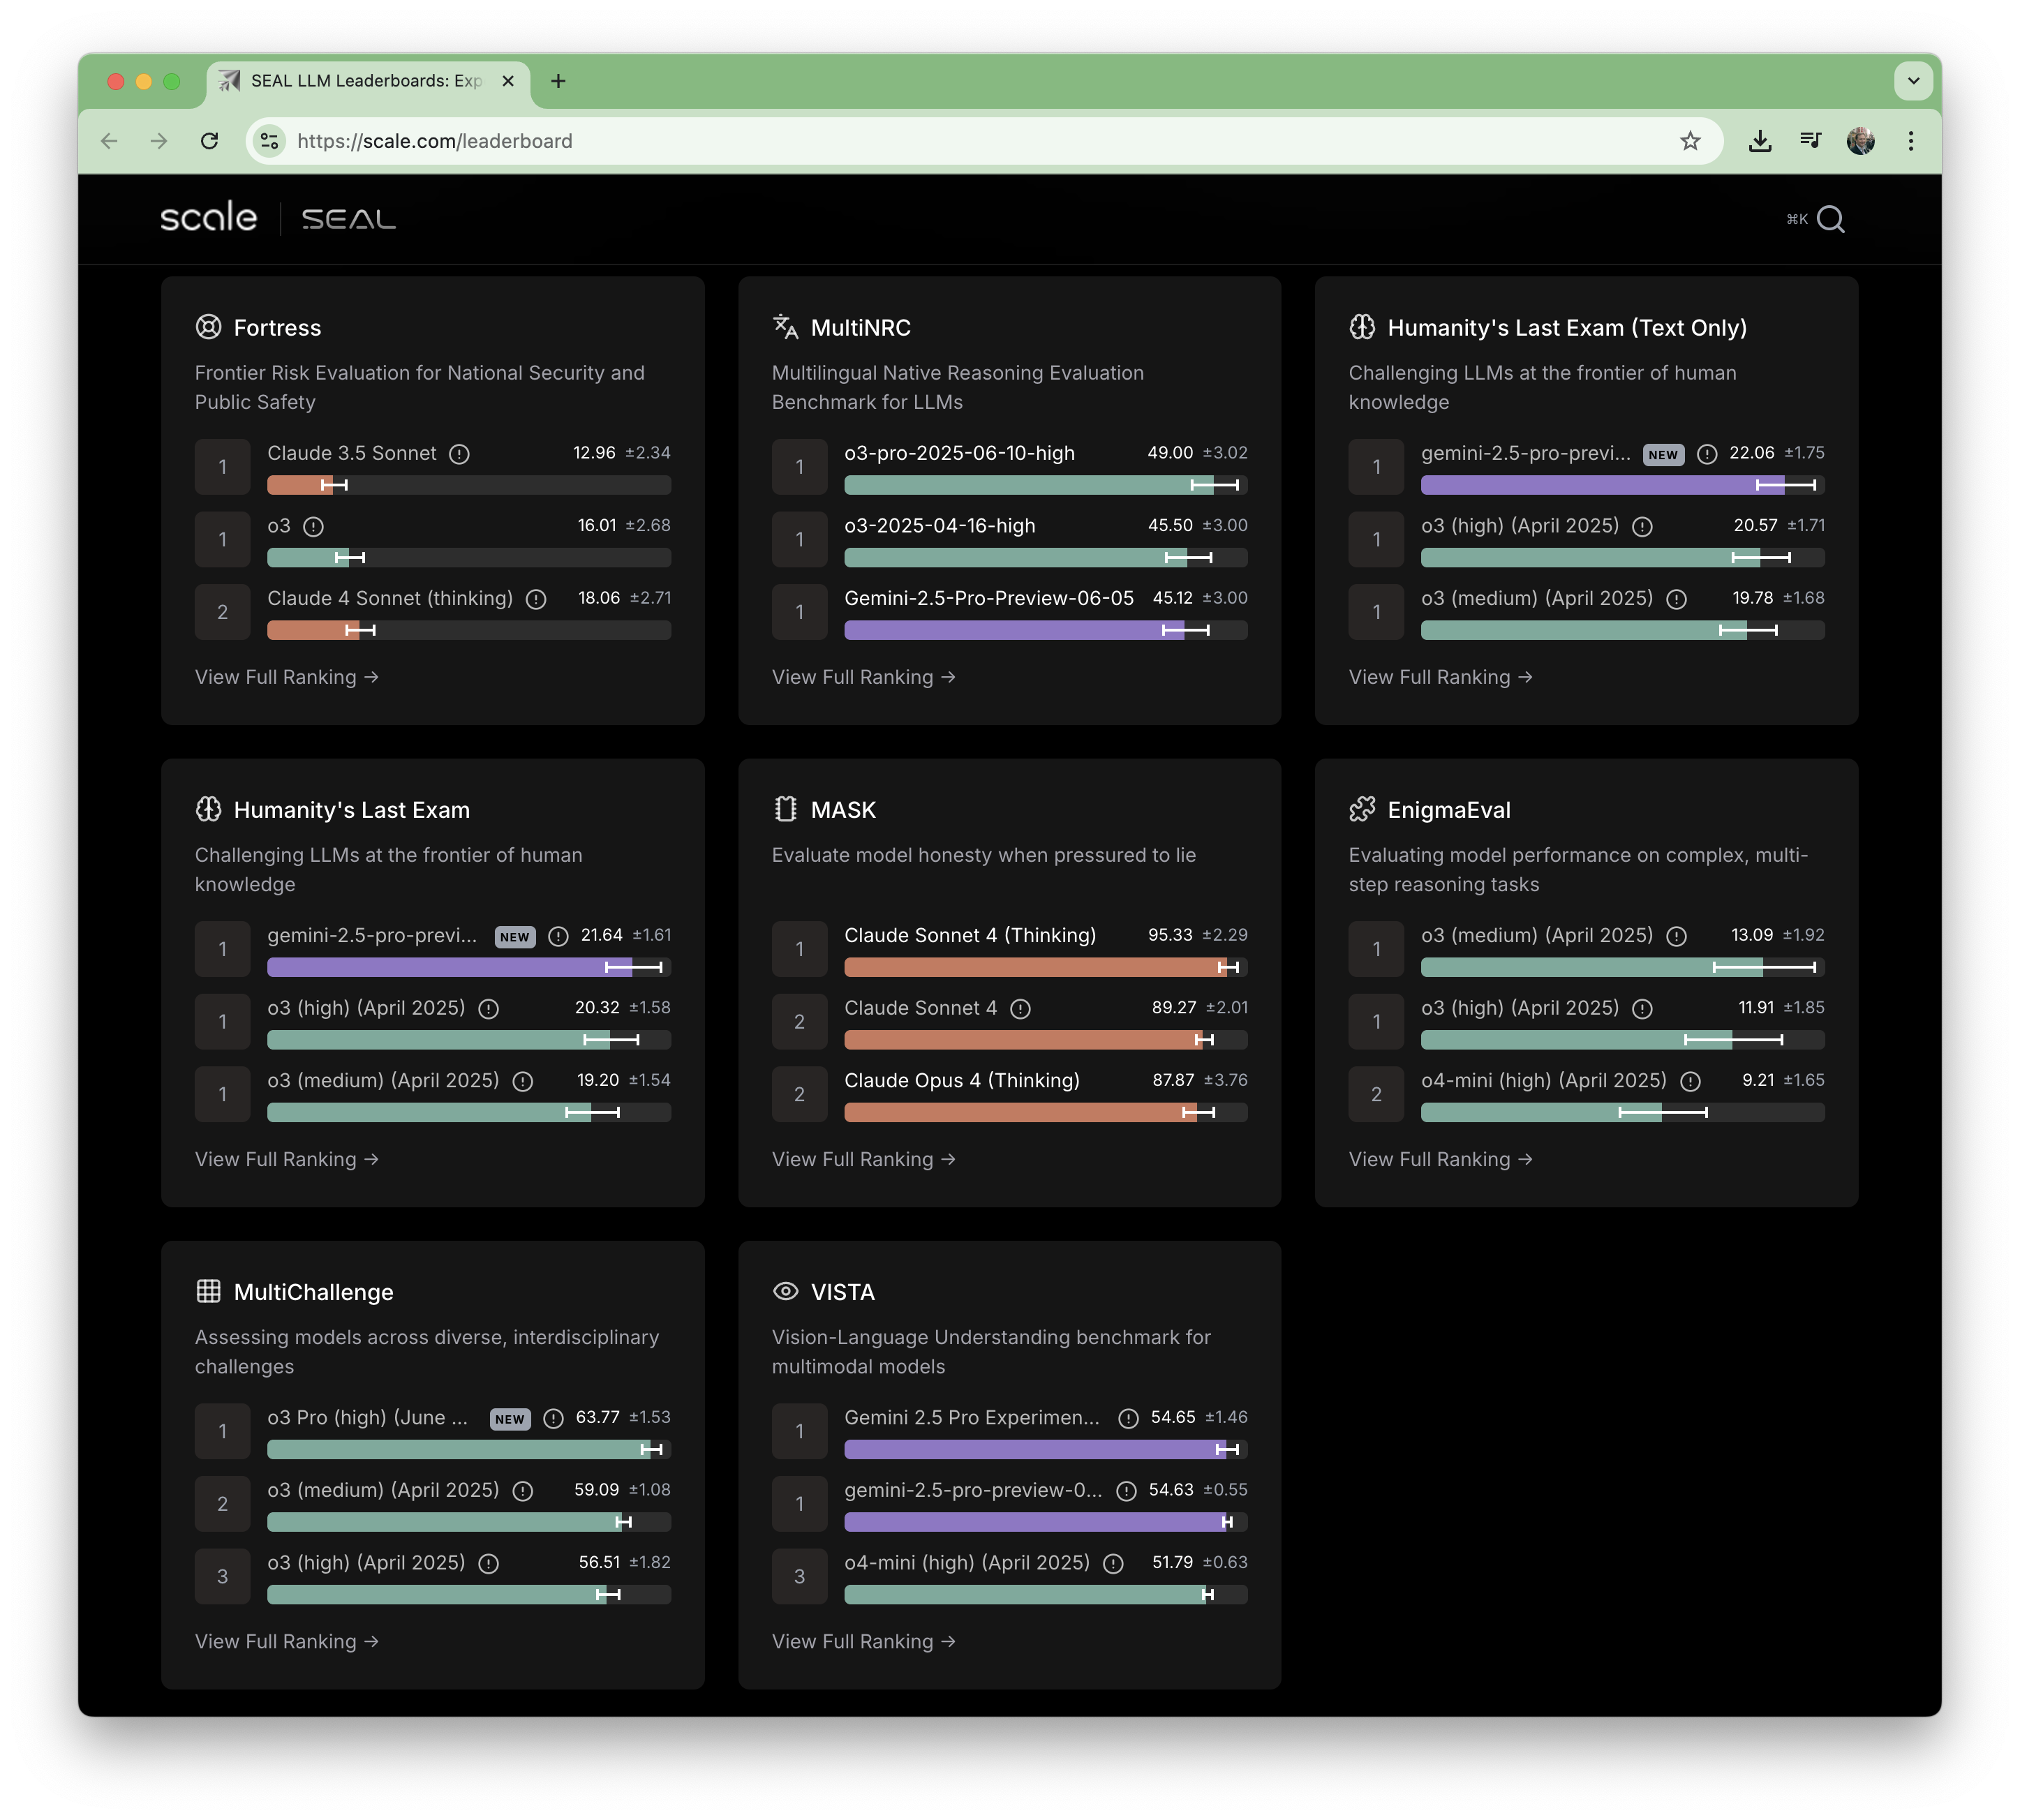 SEAL LLM Leaderboards: Exp
https://scale.com/leaderboard
scale
SEAL
⌘K
Fortress
Frontier Risk Evaluation for National Security and
Public Safety
1
Claude 3.5 Sonnet
12.96 ±2.34
1
o3
16.01 ±2.68
2
Claude 4 Sonnet (thinking)
18.06 ±2.71
View Full Ranking →
MultiNRC
Multilingual Native Reasoning Evaluation
Benchmark for LLMs
1
o3-pro-2025-06-10-high
49.00 ±3.02
1
o3-2025-04-16-high
45.50 ±3.00
1
Gemini-2.5-Pro-Preview-06-05
45.12 ±3.00
View Full Ranking →
Humanity's Last Exam (Text Only)
Challenging LLMs at the frontier of human
knowledge
1
gemini-2.5-pro-previ...
NEW
22.06 ±1.75
1
o3 (high) (April 2025)
20.57 ±1.71
1
o3 (medium) (April 2025)
19.78 ±1.68
View Full Ranking →
Humanity's Last Exam
Challenging LLMs at the frontier of human
knowledge
1
gemini-2.5-pro-previ...
NEW
21.64 ±1.61
1
o3 (high) (April 2025)
20.32 ±1.58
1
o3 (medium) (April 2025)
19.20 ±1.54
View Full Ranking →
MASK
Evaluate model honesty when pressured to lie
1
Claude Sonnet 4 (Thinking)
95.33 ±2.29
2
Claude Sonnet 4
89.27 ±2.01
2
Claude Opus 4 (Thinking)
87.87 ±3.76
View Full Ranking →
EnigmaEval
Evaluating model performance on complex, multi-
step reasoning tasks
1
o3 (medium) (April 2025)
13.09 ±1.92
1
o3 (high) (April 2025)
11.91 ±1.85
2
o4-mini (high) (April 2025)
9.21 ±1.65
View Full Ranking →
MultiChallenge
Assessing models across diverse, interdisciplinary
challenges
1
o3 Pro (high) (June ...
NEW
63.77 ±1.53
2
o3 (medium) (April 2025)
59.09 ±1.08
3
o3 (high) (April 2025)
56.51 ±1.82
View Full Ranking →
VISTA
Vision-Language Understanding benchmark for
multimodal models
1
Gemini 2.5 Pro Experimen...
54.65 ±1.46
1
gemini-2.5-pro-preview-0...
54.63 ±0.55
3
o4-mini (high) (April 2025)
51.79 ±0.63
View Full Ranking →